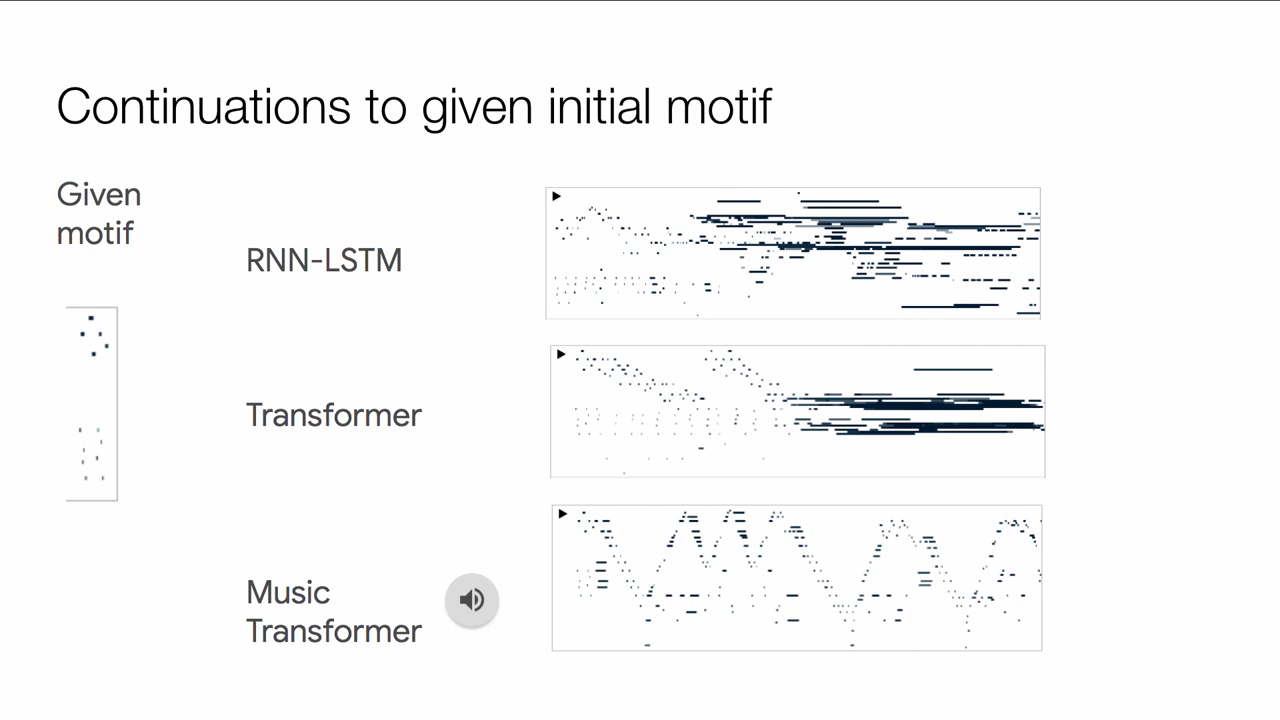 Continuations to given initial motif
Given
motif
RNN-LSTM
Transformer
Music
Transformer